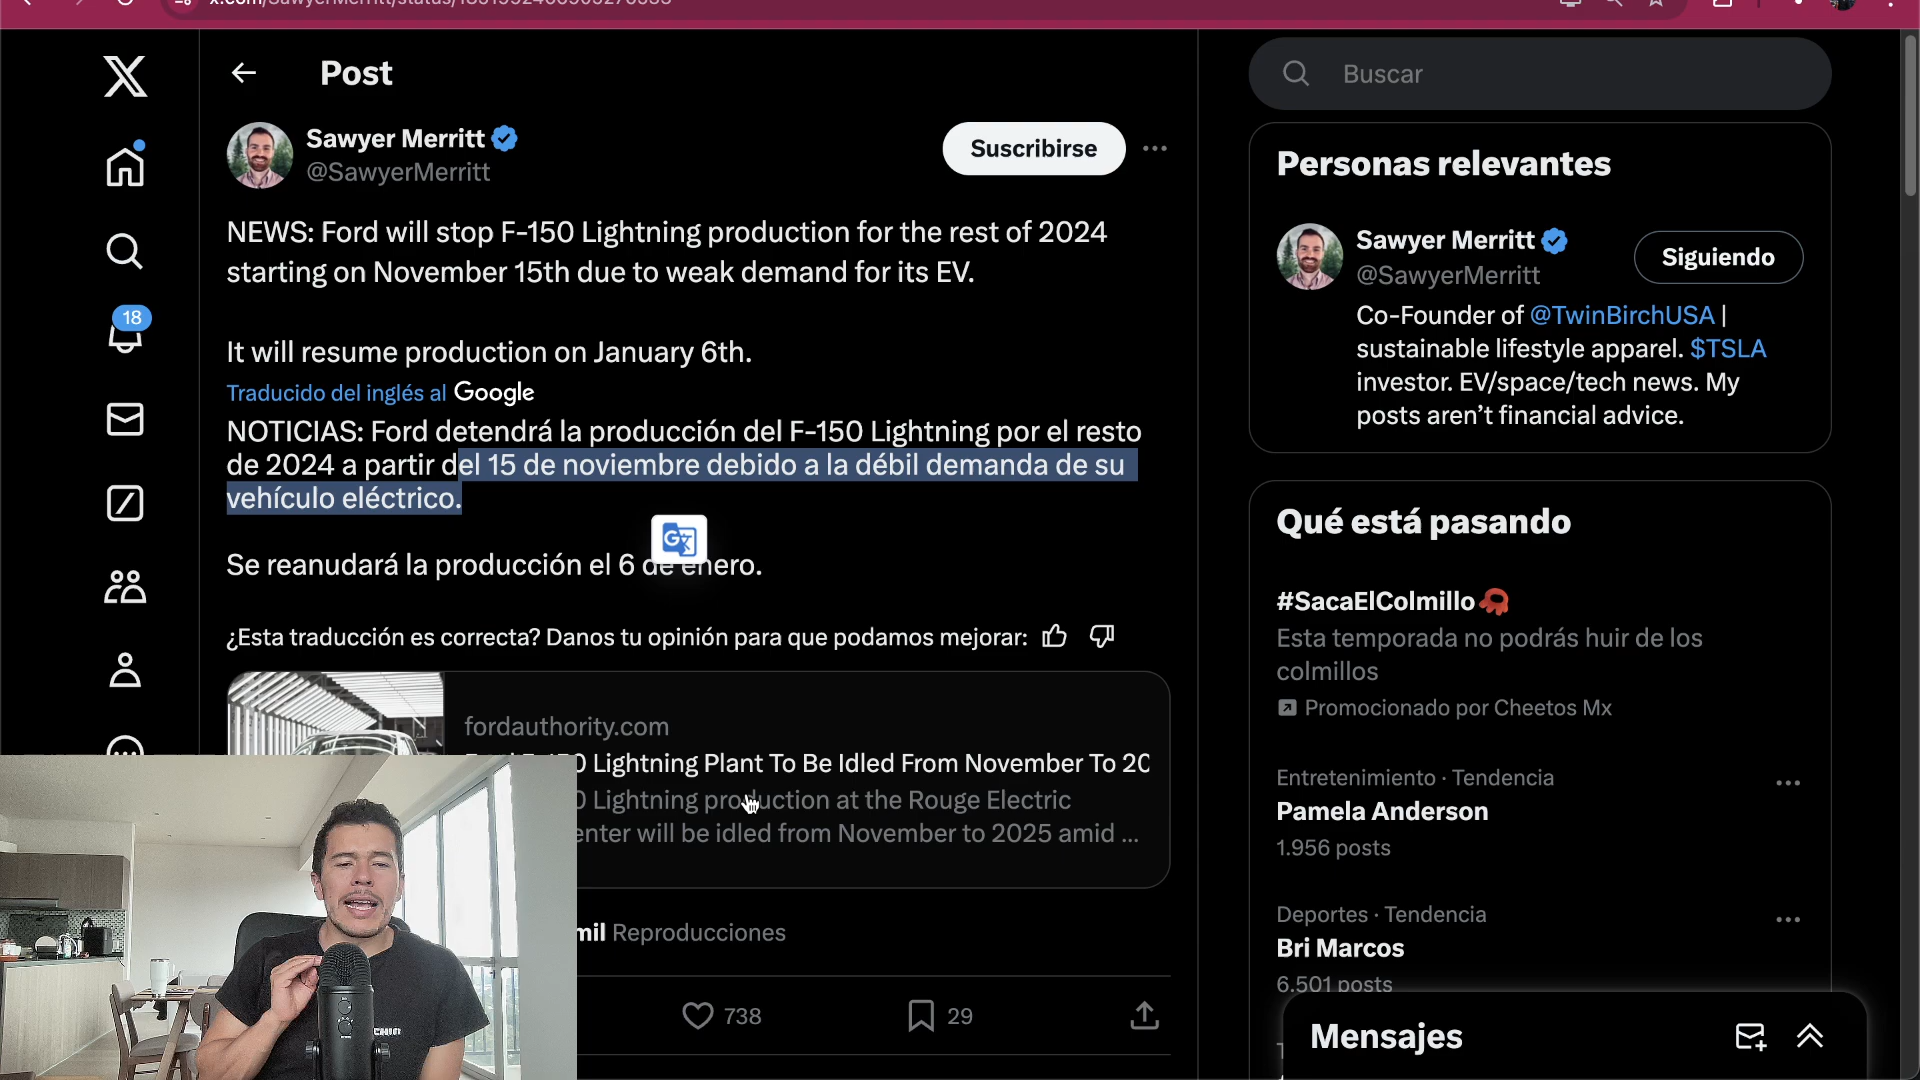 Post
Buscar
Sawyer Merritt
@SawyerMerritt
Suscribirse
NEWS: Ford will stop F-150 Lightning production for the rest of 2024
starting on November 15th due to weak demand for its EV.
It will resume production on January 6th.
Traducido del inglés al Google
NOTICIAS: Ford detendrá la producción del F-150 Lightning por el resto
de 2024 a partir del 15 de noviembre debido a la débil demanda de su
vehículo eléctrico.
Se reanudará la producción el 6 de enero.
¿Esta traducción es correcta? Danos tu opinión para que podamos mejorar:
fordauthority.com
Lightning Plant To Be Idled From November To
0 Lightning production at the Rouge Electric
enter will be idled from November to 2025 amid ...
mil Reproducciones
738
29
18
Personas relevantes
Sawyer Merritt
@SawyerMerritt
Siguiendo
Co-Founder of @TwinBirchUSA |
sustainable lifestyle apparel. $TSLA
investor. EV/space/tech news. My
posts aren't financial advice.
Qué está pasando
#SacaElColmillo
Esta temporada no podrás huir de los
colmillos
Promocionado por Cheetos Mx
Entretenimiento · Tendencia
Pamela Anderson
1.956 posts
Deportes · Tendencia
Bri Marcos
6.501 posts
Mensajes